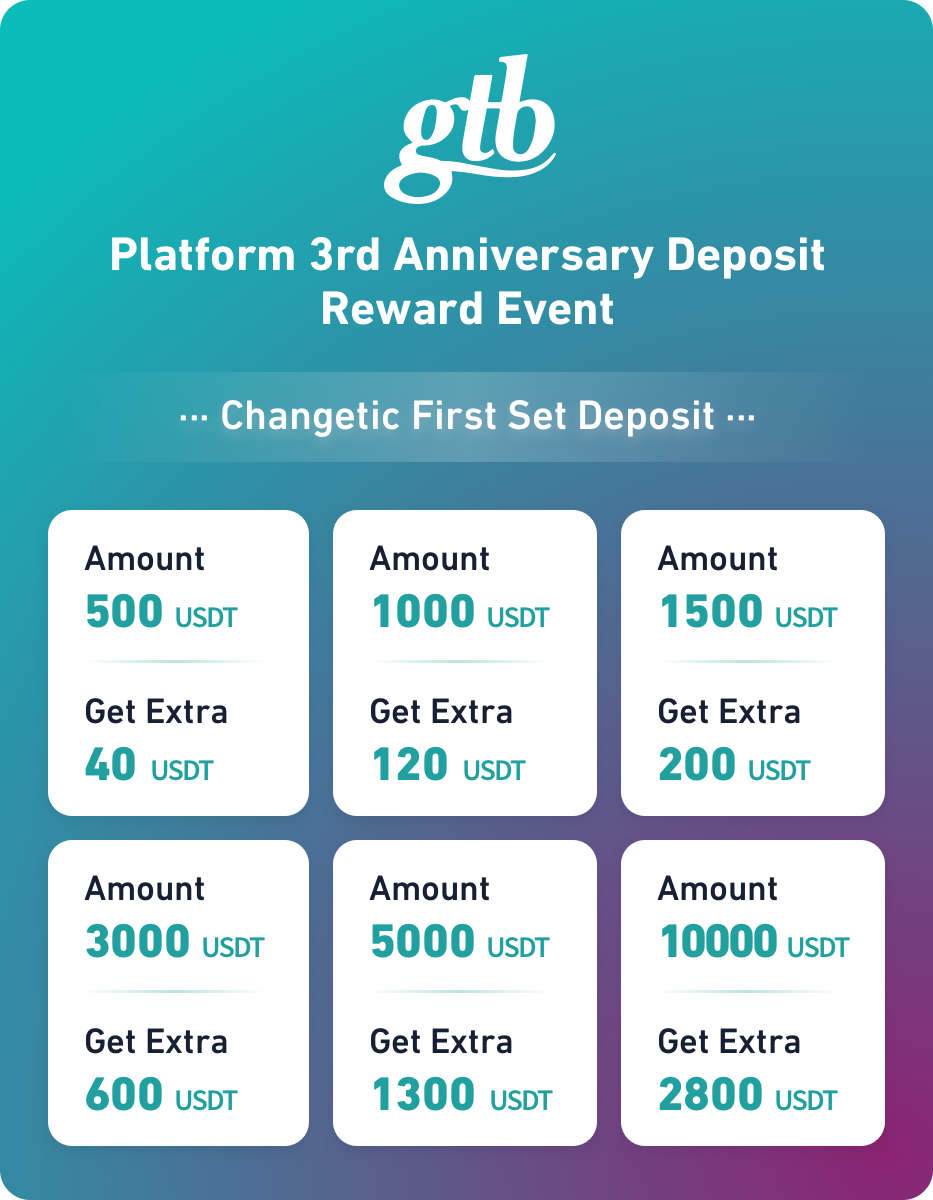 gtb
Platform 3rd Anniversary Deposit
Reward Event
··· Changetic First Set Deposit ···
Amount
500 USDT
Get Extra
40 USDT
Amount
1000 USDT
Get Extra
120 USDT
Amount
1500 USDT
Get Extra
200 USDT
Amount
3000 USDT
Get Extra
600 USDT
Amount
5000 USDT
Get Extra
1300 USDT
Amount
10000 USDT
Get Extra
2800 USDT